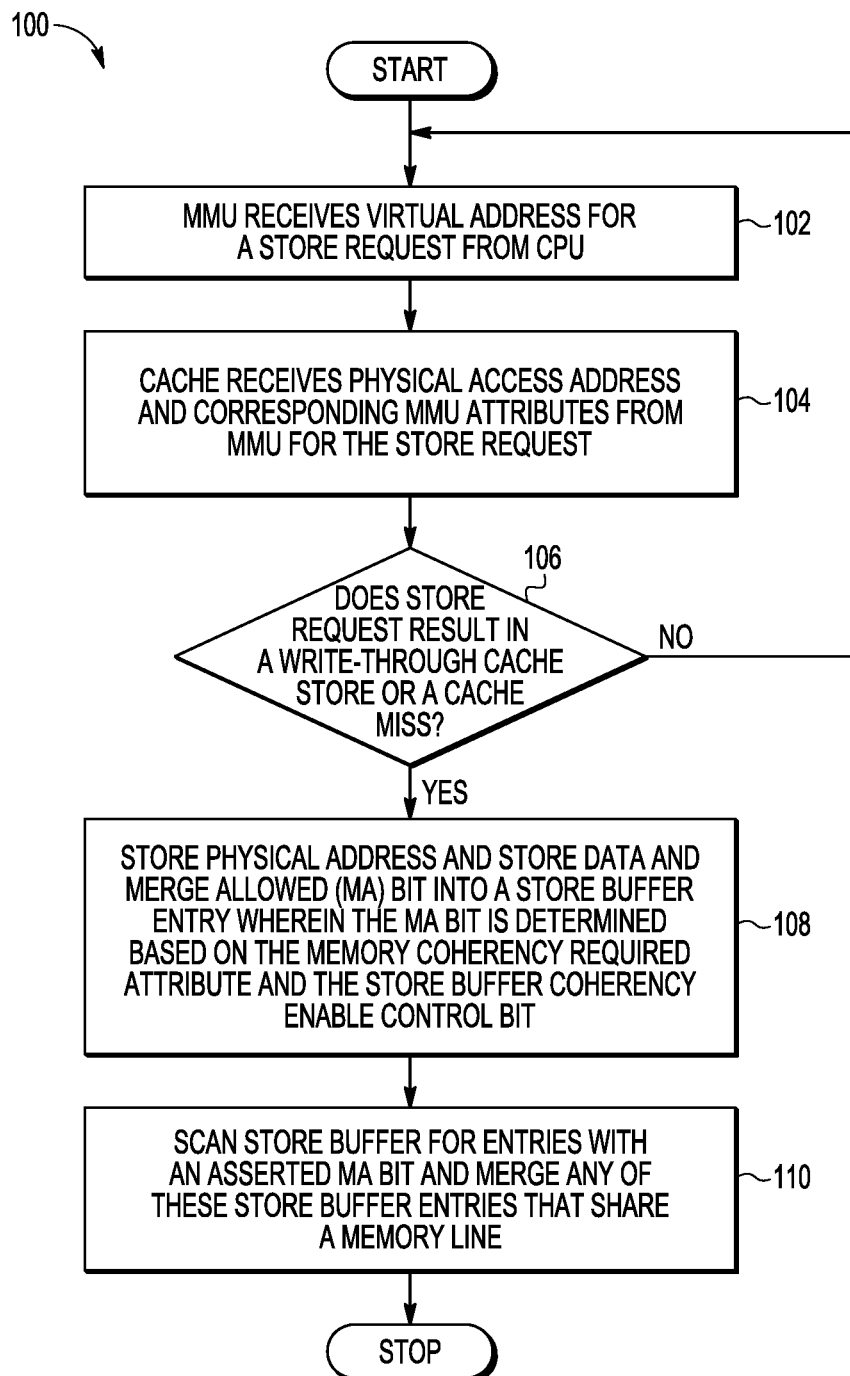 100
START
MMU RECEIVES VIRTUAL ADDRESS FOR
A STORE REQUEST FROM CPU
102
CACHE RECEIVES PHYSICAL ACCESS ADDRESS
AND CORRESPONDING MMU ATTRIBUTES FROM
MMU FOR THE STORE REQUEST
104
106
DOES STORE
REQUEST RESULT IN
A WRITE-THROUGH CACHE
STORE OR A CACHE
MISS?
NO
YES
STORE PHYSICAL ADDRESS AND STORE DATA AND
MERGE ALLOWED (MA) BIT INTO A STORE BUFFER
ENTRY WHEREIN THE MA BIT IS DETERMINED
BASED ON THE MEMORY COHERENCY REQUIRED
ATTRIBUTE AND THE STORE BUFFER COHERENCY
ENABLE CONTROL BIT
108
SCAN STORE BUFFER FOR ENTRIES WITH
AN ASSERTED MA BIT AND MERGE ANY OF
THESE STORE BUFFER ENTRIES THAT SHARE
A MEMORY LINE
110
STOP